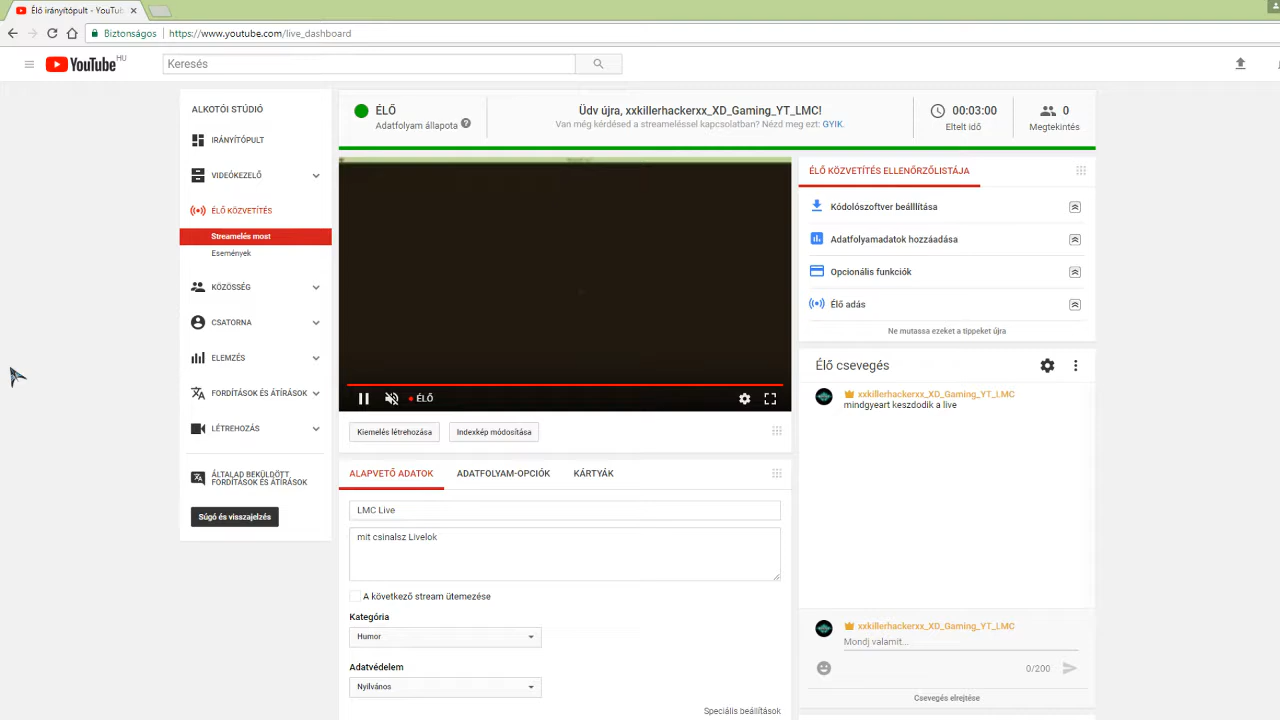 Élő irányítópult - YouTub
Biztonságos
https://www.youtube.com/live_dashboard
YouTube HU
Keresés
ALKOTÓI STÚDIÓ
IRÁNYÍTÓPULT
VIDEÓKEZELŐ
ÉLŐ KÖZVETÍTÉS
Streamelés most
Események
KÖZÖSSÉG
CSATORNA
ELEMZÉS
FORDÍTÁSOK ÉS ÁTÍRÁSOK
LÉTREHOZÁS
ÁLTALAD BEKÜLDÖTT,
FORDÍTÁSOK ÉS ÁTÍRÁSOK
Súgó és visszajelzés
ÉLŐ
Adatfolyam állapota
Üdv újra, xxkillerhackerxx_XD_Gaming_YT_LMC!
Van még kérdésed a streameléssel kapcsolatban? Nézd meg ezt: GYIK.
00:03:00
Eltelt idő
0
Megtekintés
ÉLŐ
Kiemelés létrehozása
Indexkép módosítása
ALAPVETŐ ADATOK
ADATFOLYAM-OPCIÓK
KÁRTYÁK
LMC Live
mit csinalsz Livelok
A következő stream ütemezése
Kategória
Humor
Adatvédelem
Nyilvános
Speciális beállítások
ÉLŐ KÖZVETÍTÉS ELLENŐRZŐLISTÁJA
Kódolószoftver beálllítása
Adatfolyamadatok hozzáadása
Opcionális funkciók
Élő adás
Ne mutassa ezeket a tippeket újra
Élő csevegés
xxkillerhackerxx_XD_Gaming_YT_LMC
mindgyeart keszdodik a live
xxkillerhackerxx_XD_Gaming_YT_LMC
Mondj valamit...
0/200
Csevegés elrejtése